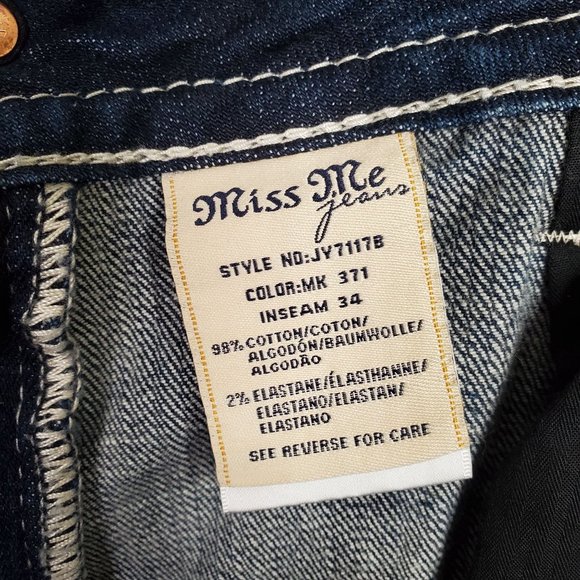 Miss Me
jeans
STYLE NO:JY7117B
COLOR:MK 371
INSEAM 34
98% COTTON/COTON/
ALGODÓN/BAUMWOLLE/
ALGODÃO
2% ELASTANE/ÉLASTHANNE/
ELASTANO/ELASTAN/
ELASTANO
SEE REVERSE FOR CARE